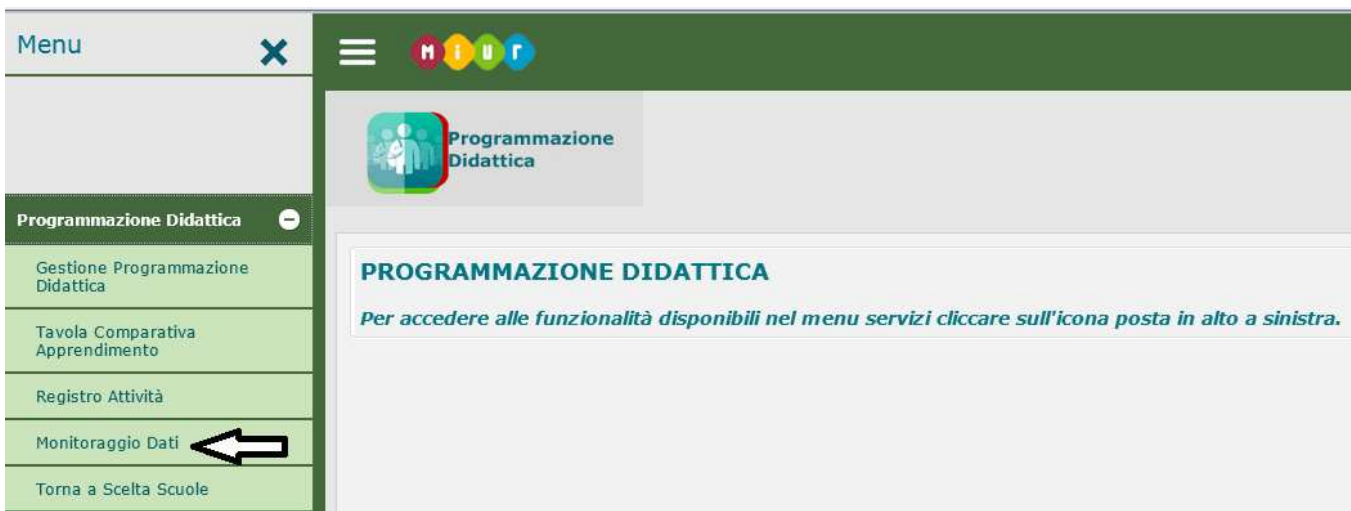 Menu
MIUr
Programmazione
Didattica
Programmazione Didattica
Gestione Programmazione
Didattica
Tavola Comparativa
Apprendimento
Registro Attività
Monitoraggio Dati
Torna a Scelta Scuole
PROGRAMMAZIONE DIDATTICA
Per accedere alle funzionalità disponibili nel menu servizi cliccare sull'icona posta in alto a sinistra.